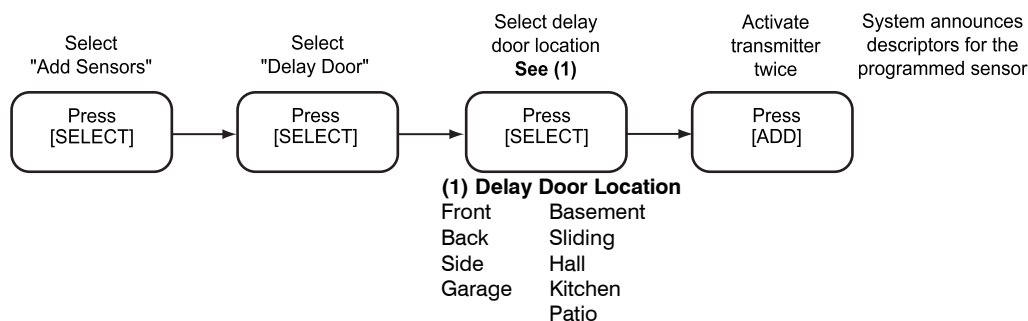 Select
"Add Sensors"
Press
[SELECT]
Select
"Delay Door"
Press
[SELECT]
Select delay
door location
See (1)
Press
[SELECT]
Activate
transmitter
twice
Press
[ADD]
System announces
descriptors for the
programmed sensor
(1) Delay Door Location
Front
Back
Side
Garage
Basement
Sliding
Hall
Kitchen
Patio